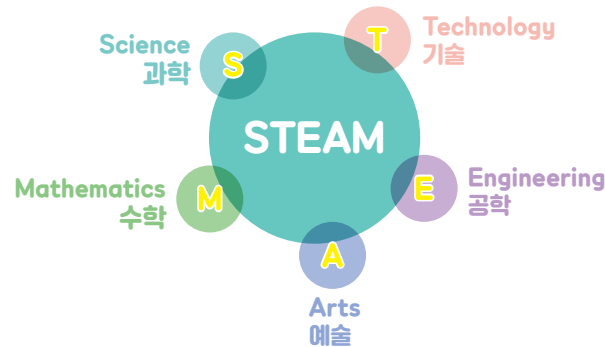 Science
과학
S
T
Technology
기술
STEAM
Mathematics
수학
M
E
Engineering
공학
A
Arts
예술